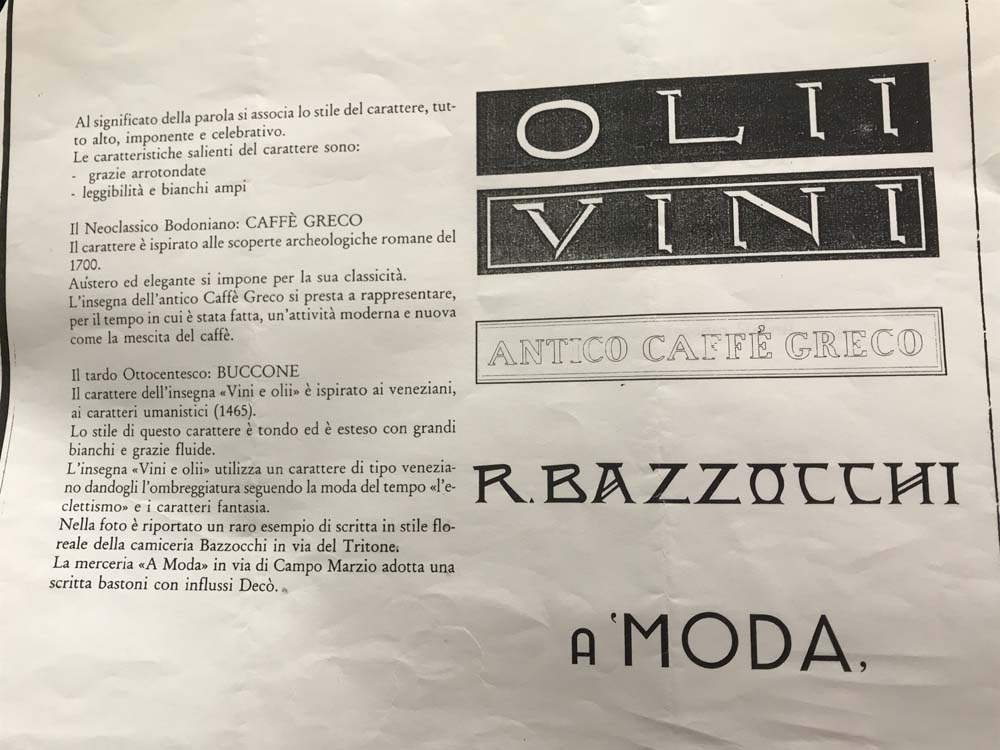 Al significato della parola si associa lo stile del carattere, tut-
to alto, imponente e celebrativo.
Le caratteristiche salienti del carattere sono:
- grazie arrotondate
- leggibilità e bianchi ampi
Il Neoclassico Bodoniano: CAFFÈ GRECO
Il carattere è ispirato alle scoperte archeologiche romane del
1700.
Austero ed elegante si impone per la sua classicità.
L'insegna dell'antico Caffè Greco si presta a rappresentare,
per il tempo in cui è stata fatta, un'attività moderna e nuova
come la mescita del caffè.
Il tardo Ottocentesco: BUCCONE
Il carattere dell'insegna «Vini e olii» è ispirato ai veneziani,
ai caratteri umanistici (1465).
Lo stile di questo carattere è tondo ed è esteso con grandi
bianchi e grazie fluide.
L'insegna «Vini e olii» utilizza un carattere di tipo venezia-
no dandogli l'ombreggiatura seguendo la moda del tempo «l'e-
clettismo» e i caratteri fantasia.
Nella foto è riportato un raro esempio di scritta in stile flo-
reale della camiceria Bazzocchi in via del Tritone.
La merceria «A Moda» in via di Campo Marzio adotta una
scritta bastoni con influssi Decò.
OLII
VINI
ANTICO CAFFÈ GRECO
R.BAZZOCCHI
A 'MODA,